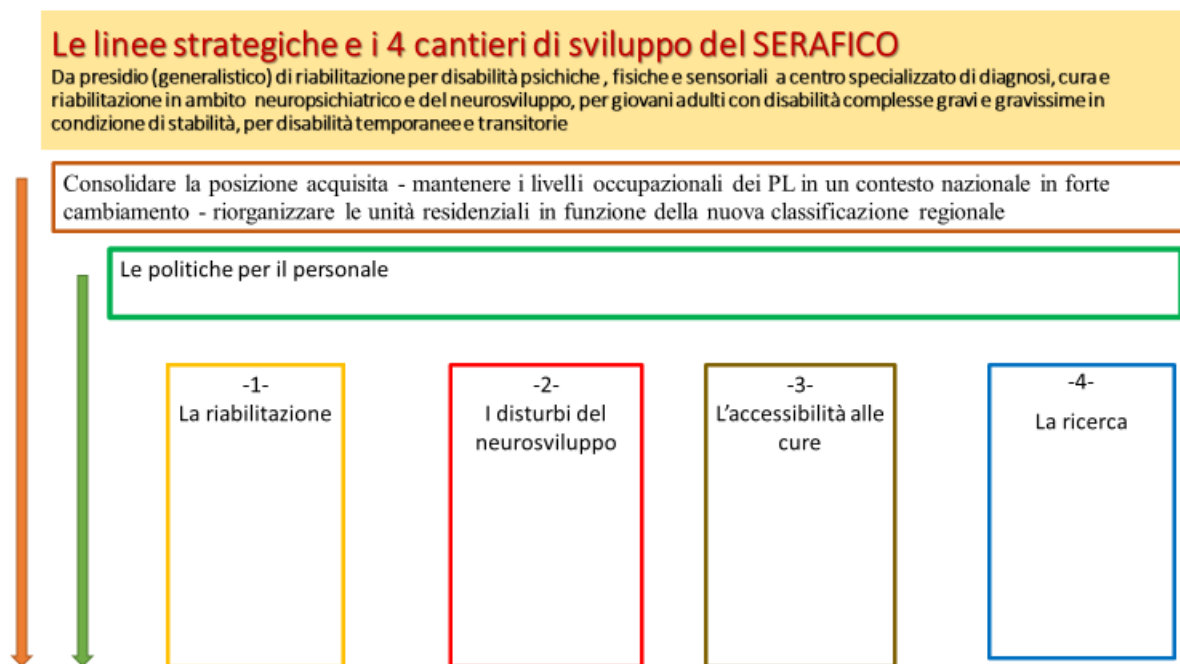 Le linee strategiche e i 4 cantieri di sviluppo del SERAFICO
Da presidio (generalistico) di riabilitazione per disabilità psichiche , fisiche e sensoriali a centro specializzato di diagnosi, cura e
riabilitazione in ambito neuropsichiatrico e del neurosviluppo, per giovani adulti con disabilità complesse gravi e gravissime in
condizione di stabilità, per disabilità temporanee e transitorie
Consolidare la posizione acquisita - mantenere i livelli occupazionali dei PL in un contesto nazionale in forte
cambiamento - riorganizzare le unità residenziali in funzione della nuova classificazione regionale
Le politiche per il personale
-1-
La riabilitazione
-2-
I disturbi del
neurosviluppo
-3-
L’accessibilità alle
cure
-4-
La ricerca